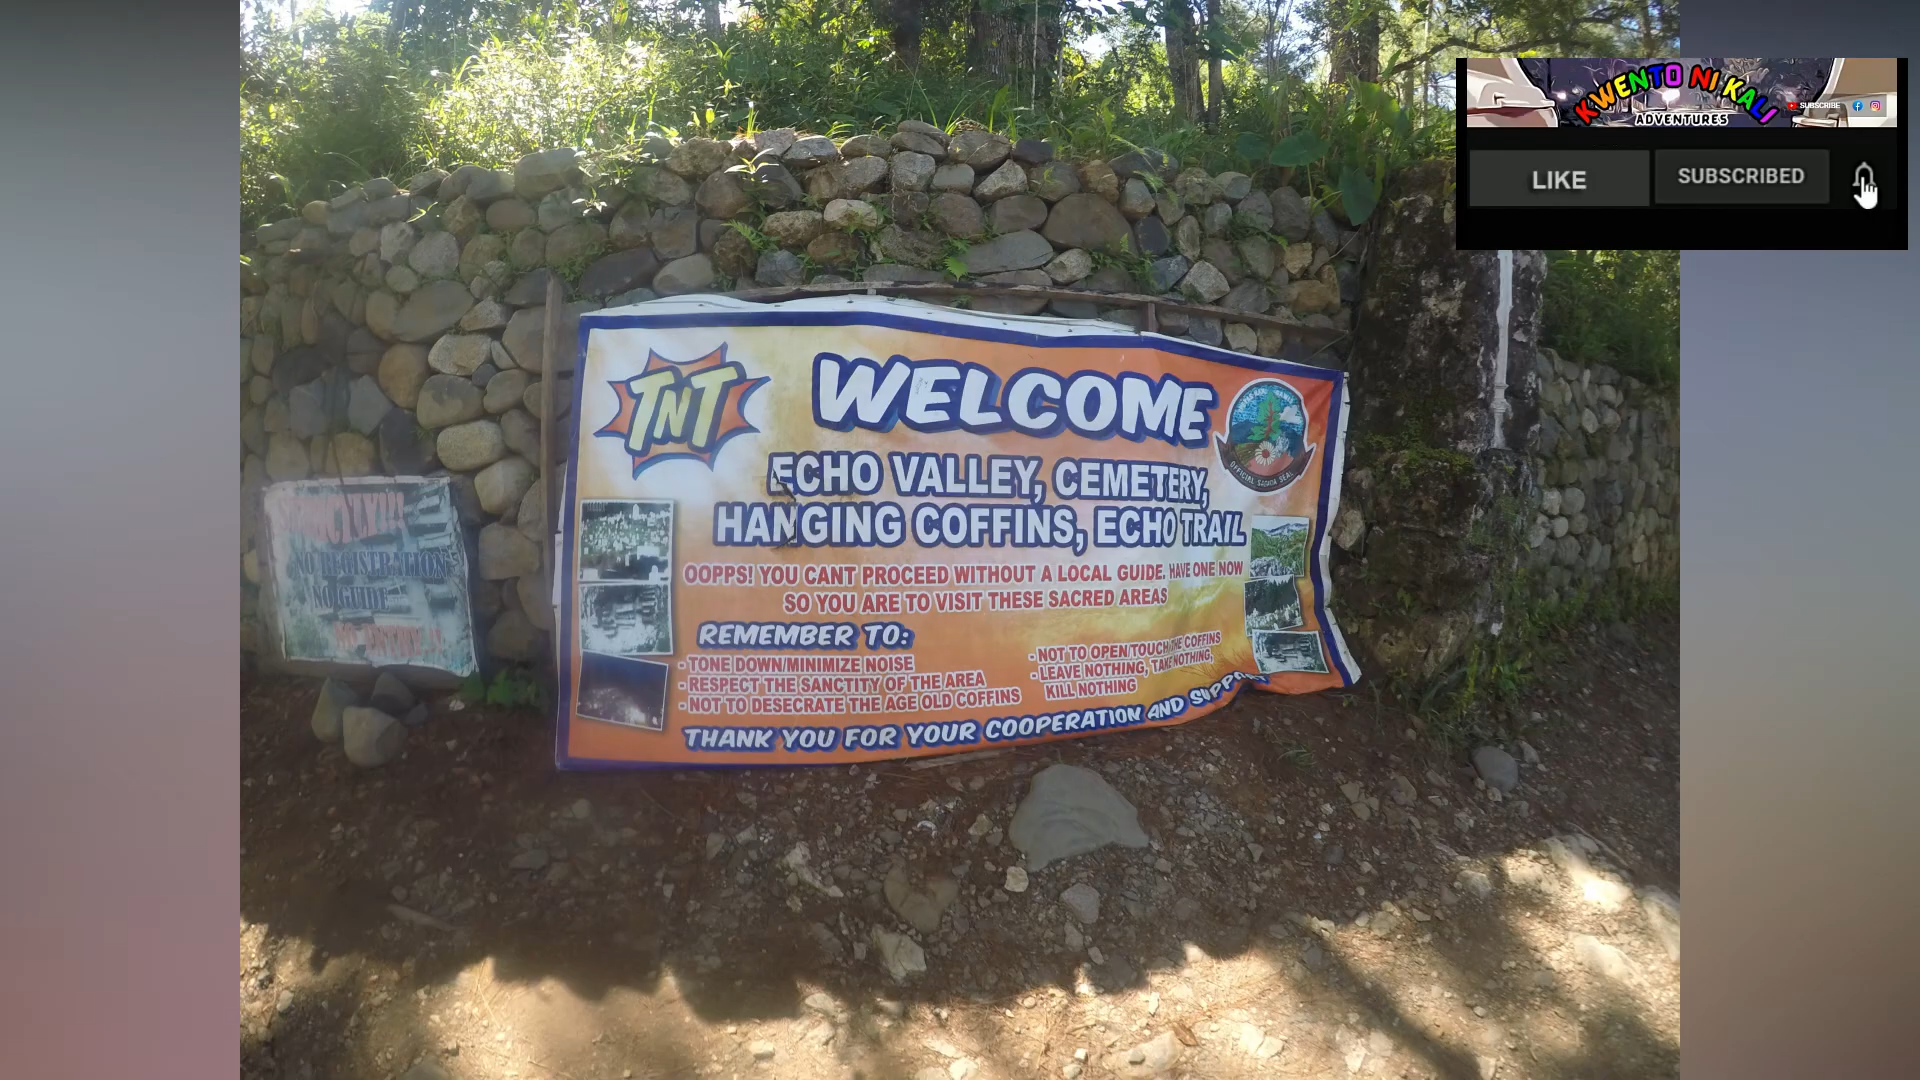 KWENTO NI KALI
ADVENTURES
SUBSCRIBE
LIKE
SUBSCRIBED
TNT
WELCOME
OFFICIAL SAGADA SEAL
ECHO VALLEY, CEMETERY,
HANGING COFFINS, ECHO TRAIL
OOPPS! YOU CANT PROCEED WITHOUT A LOCAL GUIDE. HAVE ONE NOW
SO YOU ARE TO VISIT THESE SACRED AREAS
REMEMBER TO:
- TONE DOWN/MINIMIZE NOISE
- RESPECT THE SANCTITY OF THE AREA
- NOT TO DESECRATE THE AGE OLD COFFINS
- NOT TO OPEN/TOUCH THE COFFINS
- LEAVE NOTHING, TAKE NOTHING,
KILL NOTHING
THANK YOU FOR YOUR COOPERATION AND SUPPORT
NO REGISTRATION
NO GUIDE
NO ENTRY!!